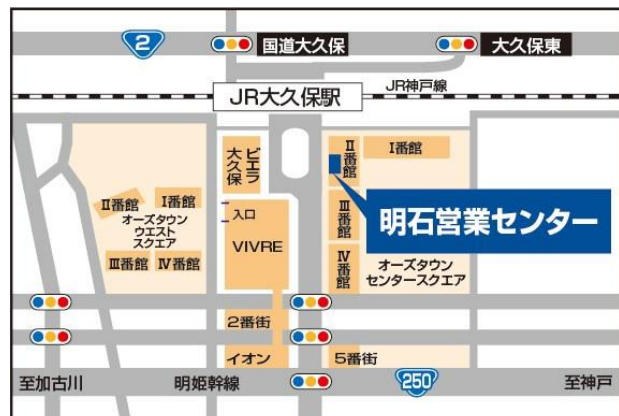 2
国道大久保
大久保東
JR大久保駅
JR神戸線
ビエラ
大久保
Ⅱ番館
Ⅰ番館
明石営業センター
Ⅱ番館
Ⅰ番館
オーズタウン
ウエスト
スクエア
Ⅲ番館
Ⅳ番館
入口
VIVRE
Ⅲ番館
Ⅳ番館
オーズタウン
センタースクエア
2番街
イオン
5番街
至加古川
明姫幹線
250
至神戸